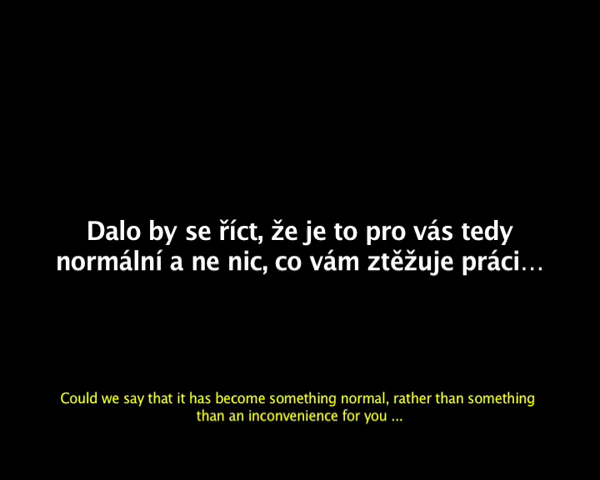 Dalo by se říct, že je to pro vás tedy
normální a ne nic, co vám ztěžuje práci...
Could we say that it has become something normal, rather than something
than an inconvenience for you ...